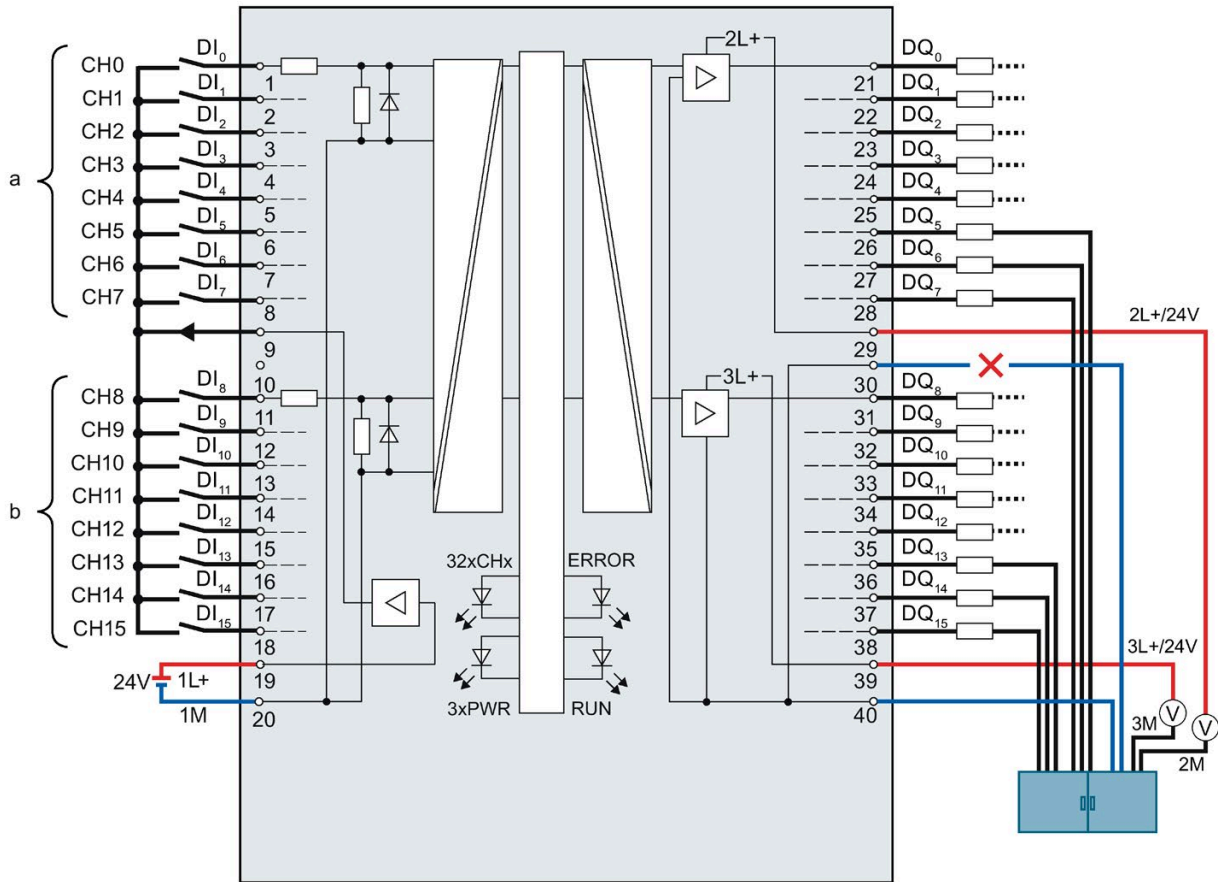 a
CH0
CH1
CH2
CH3
CH4
CH5
CH6
CH7
DI0
DI1
DI2
DI3
DI4
DI5
DI6
DI7
1
2
3
4
5
6
7
8
9
b
CH8
CH9
CH10
CH11
CH12
CH13
CH14
CH15
DI8
DI9
DI10
DI11
DI12
DI13
DI14
DI15
10
11
12
13
14
15
16
17
18
19
20
24V
1L+
1M
32xCHx
ERROR
3xPWR
RUN
2L+
3L+
DQ0
DQ1
DQ2
DQ3
DQ4
DQ5
DQ6
DQ7
21
22
23
24
25
26
27
28
29
30
2L+/24V
DQ8
DQ9
DQ10
DQ11
DQ12
DQ13
DQ14
DQ15
31
32
33
34
35
36
37
38
39
40
3L+/24V
V
V
3M
2M